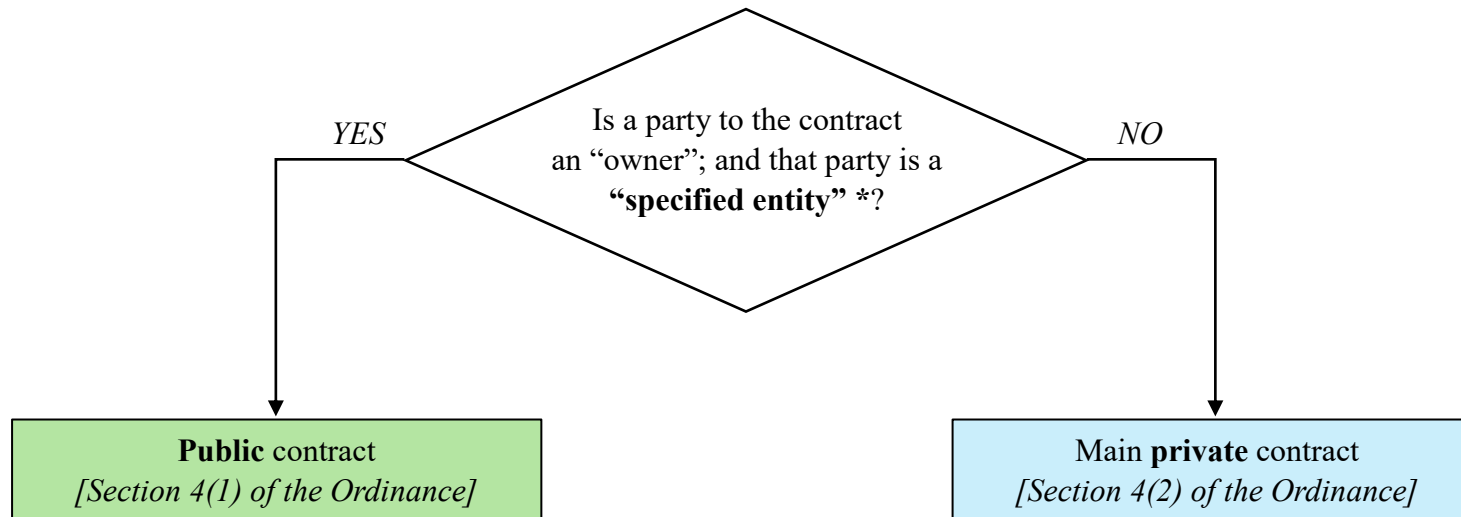 YES
Is a party to the contract
an “owner”; and that party is a
“specified entity” *?
NO
Public contract
[Section 4(1) of the Ordinance]
Main private contract
[Section 4(2) of the Ordinance]